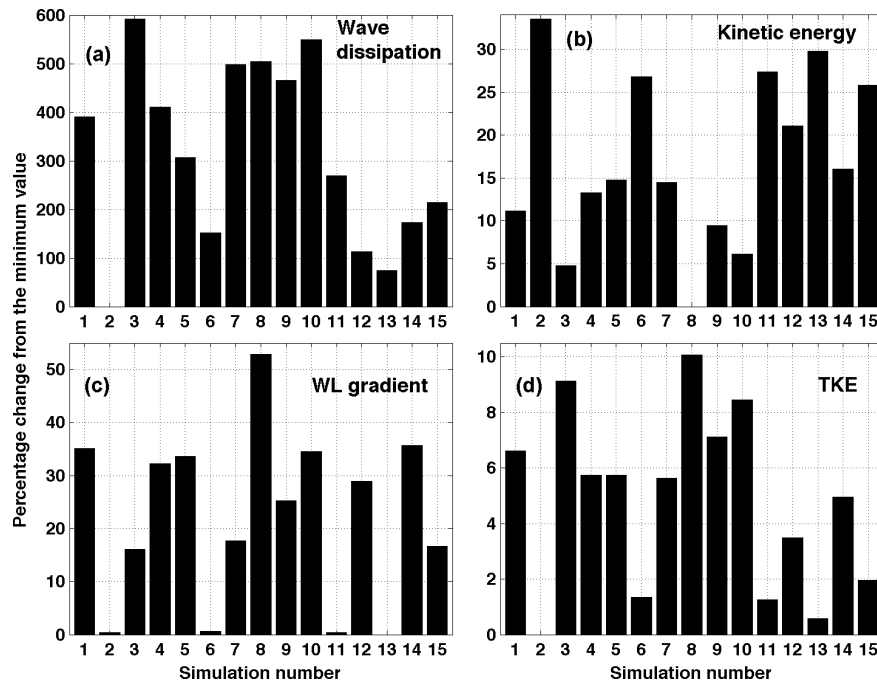 Percentage change from the minimum value
(a)
Wave
dissipation
600
500
400
300
200
100
0
1 2 3 4 5 6 7 8 9 10 11 12 13 14 15
(b)
Kinetic energy
30
25
20
15
10
5
0
1 2 3 4 5 6 7 8 9 10 11 12 13 14 15
(c)
WL gradient
50
40
30
20
10
0
1 2 3 4 5 6 7 8 9 10 11 12 13 14 15
Simulation number
(d)
TKE
10
8
6
4
2
0
1 2 3 4 5 6 7 8 9 10 11 12 13 14 15
Simulation number